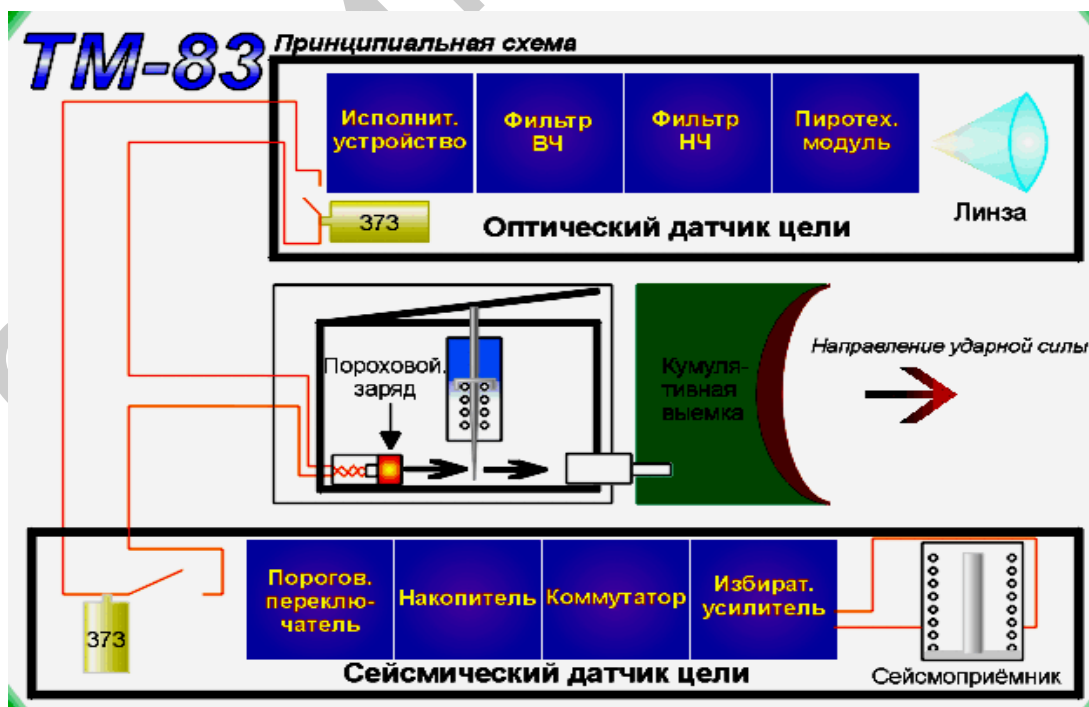 ТМ-83 Принципиальная схема
Исполнит.
устройство
Фильтр
ВЧ
Фильтр
НЧ
Пиротех.
модуль
Линза
373
Оптический датчик цели
Пороховой.
заряд
Кумуля-
тивная
выемка
Направление ударной силы
373
Порогов.
переклю-
чатель
Накопитель
Коммутатор
Избират.
усилитель
Сейсмоприёмник
Сейсмический датчик цели